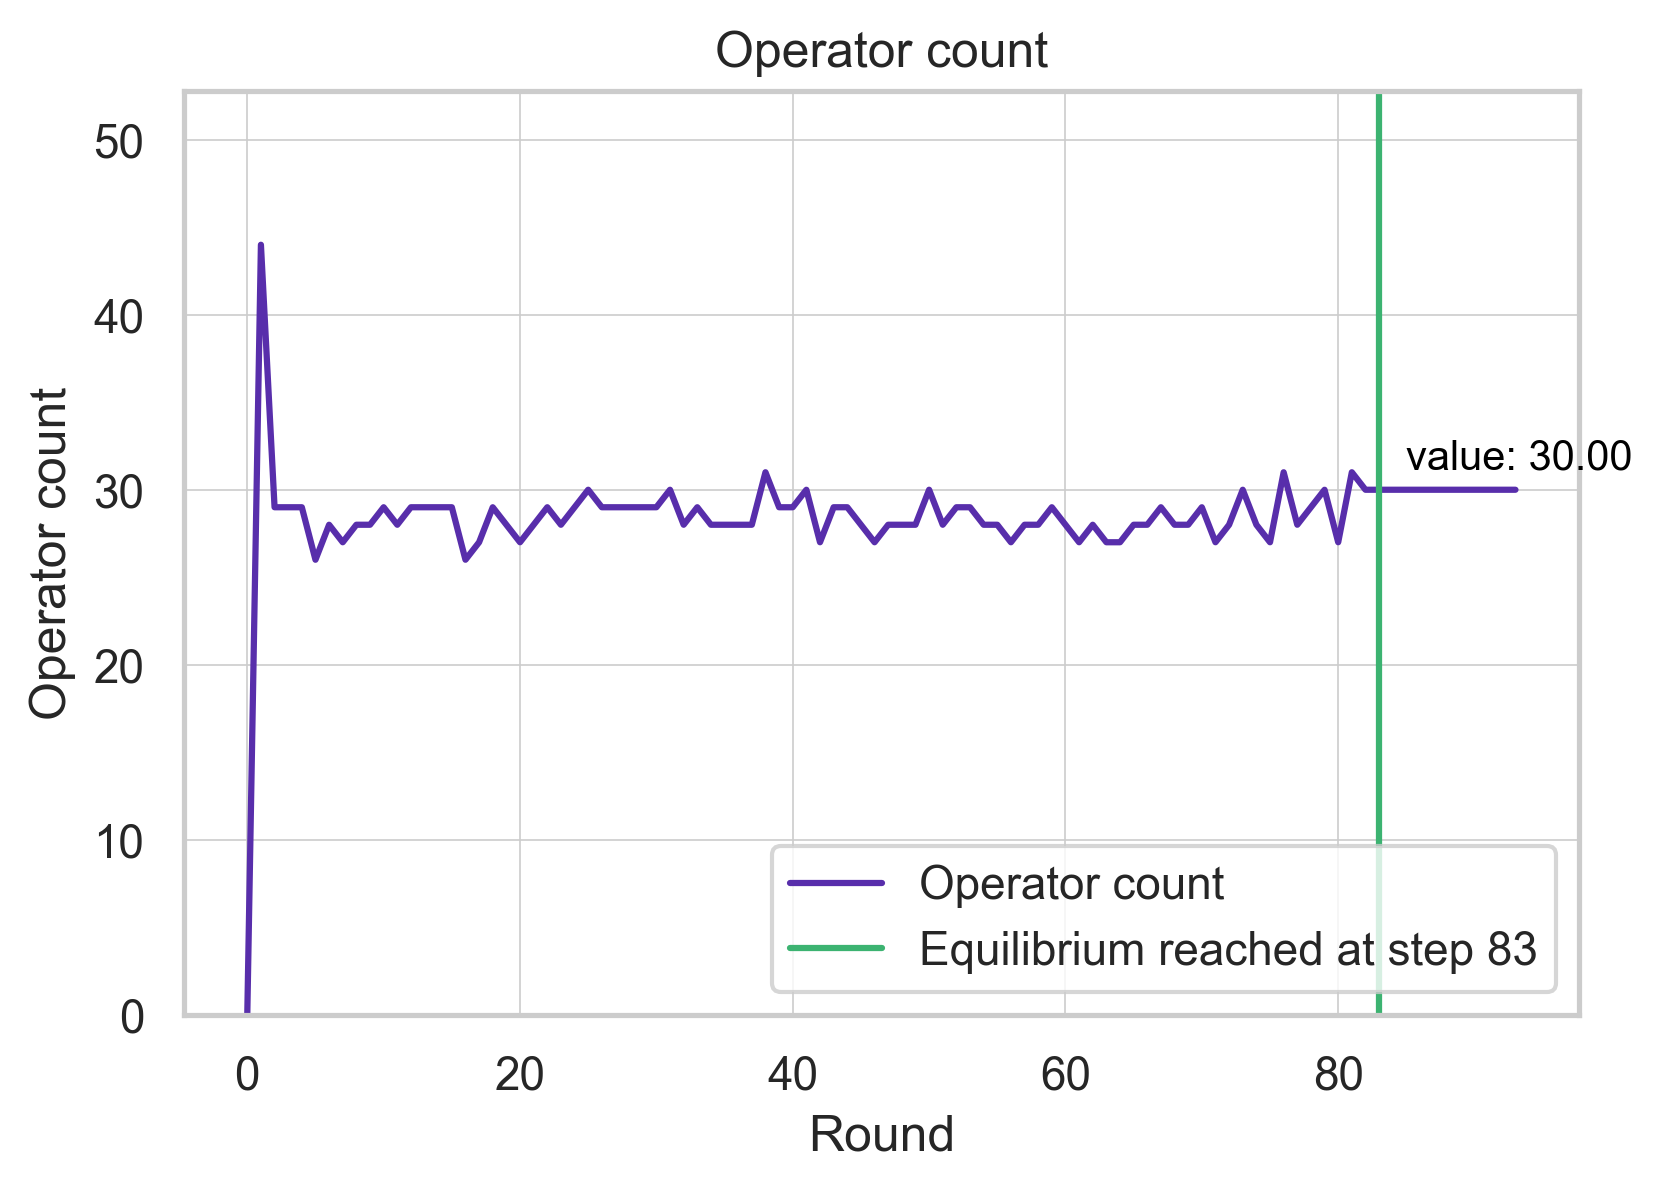 Operator count
Operator count
50
40
30
20
10
0
value: 30.00
Operator count
Equilibrium reached at step 83
0 20 40 60 80
Round